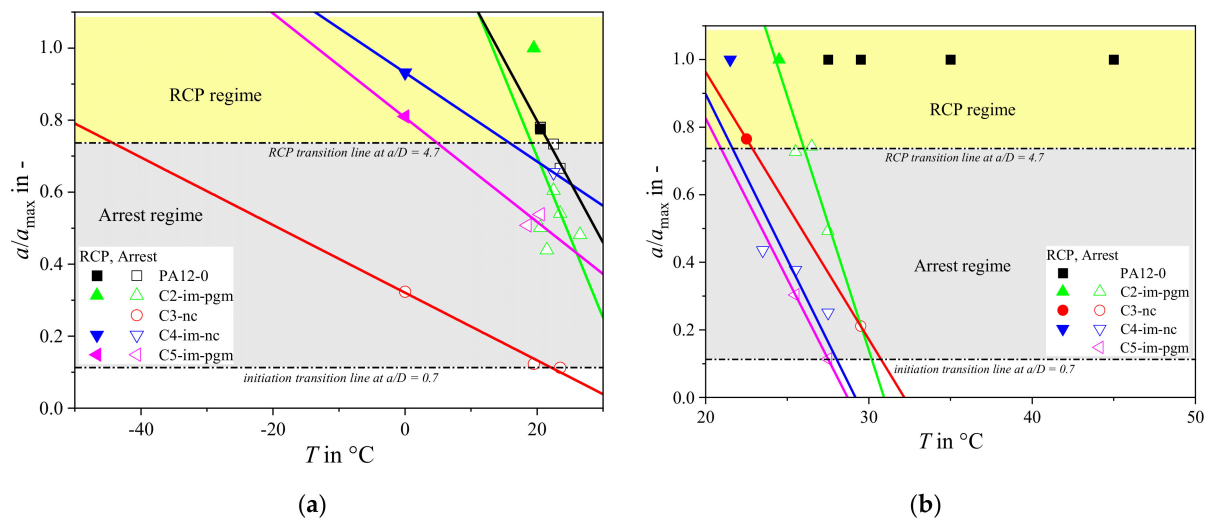 1.0
0.8
0.6
0.4
0.2
0.0
a/a_max in -
RCP regime
RCP transition line at a/D = 4.7
Arrest regime
RCP, Arrest
PA12-0
C2-im-pgm
C3-nc
C4-im-nc
C5-im-pgm
initiation transition line at a/D = 0.7
-40
-20
0
20
T in °C
(a)
1.0
0.8
0.6
0.4
0.2
0.0
a/a_max in -
RCP regime
RCP transition line at a/D = 4.7
Arrest regime
RCP, Arrest
PA12-0
C2-im-pgm
C3-nc
C4-im-nc
C5-im-pgm
initiation transition line at a/D = 0.7
20
30
40
50
T in °C
(b)